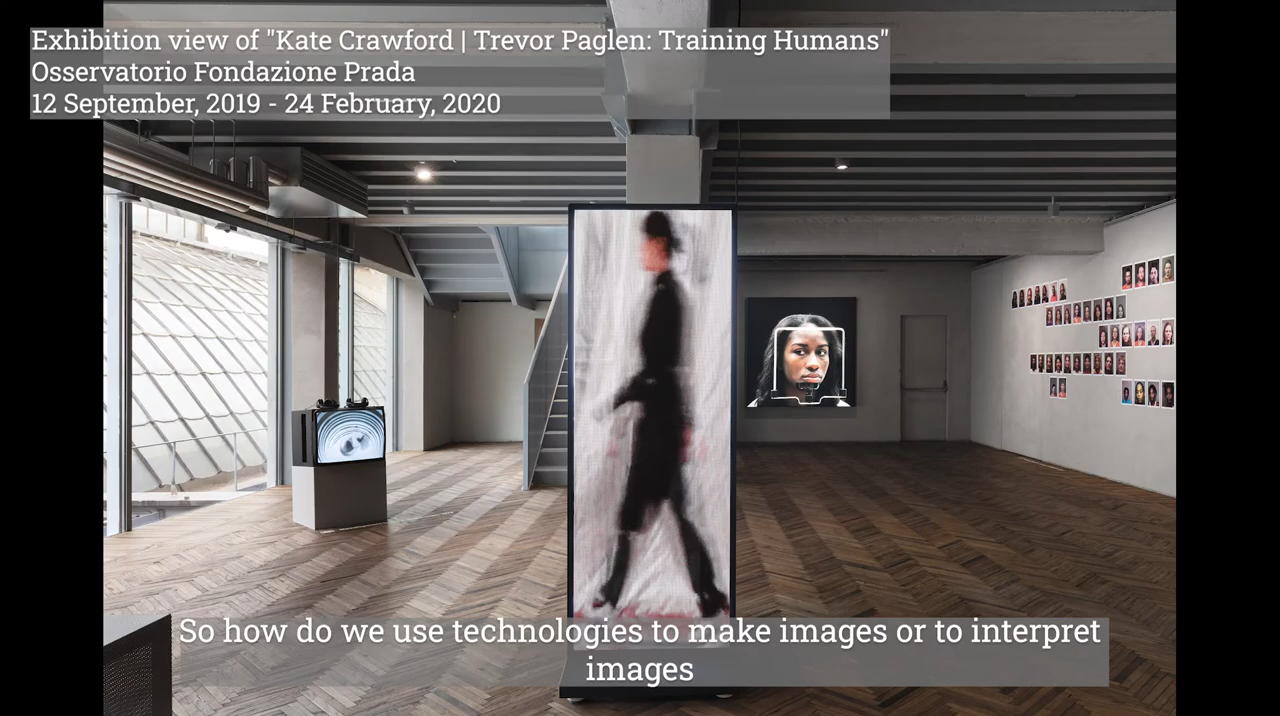 Exhibition view of "Kate Crawford | Trevor Paglen: Training Humans"
Osservatorio Fondazione Prada
12 September, 2019 - 24 February, 2020
So how do we use technologies to make images or to interpret
images